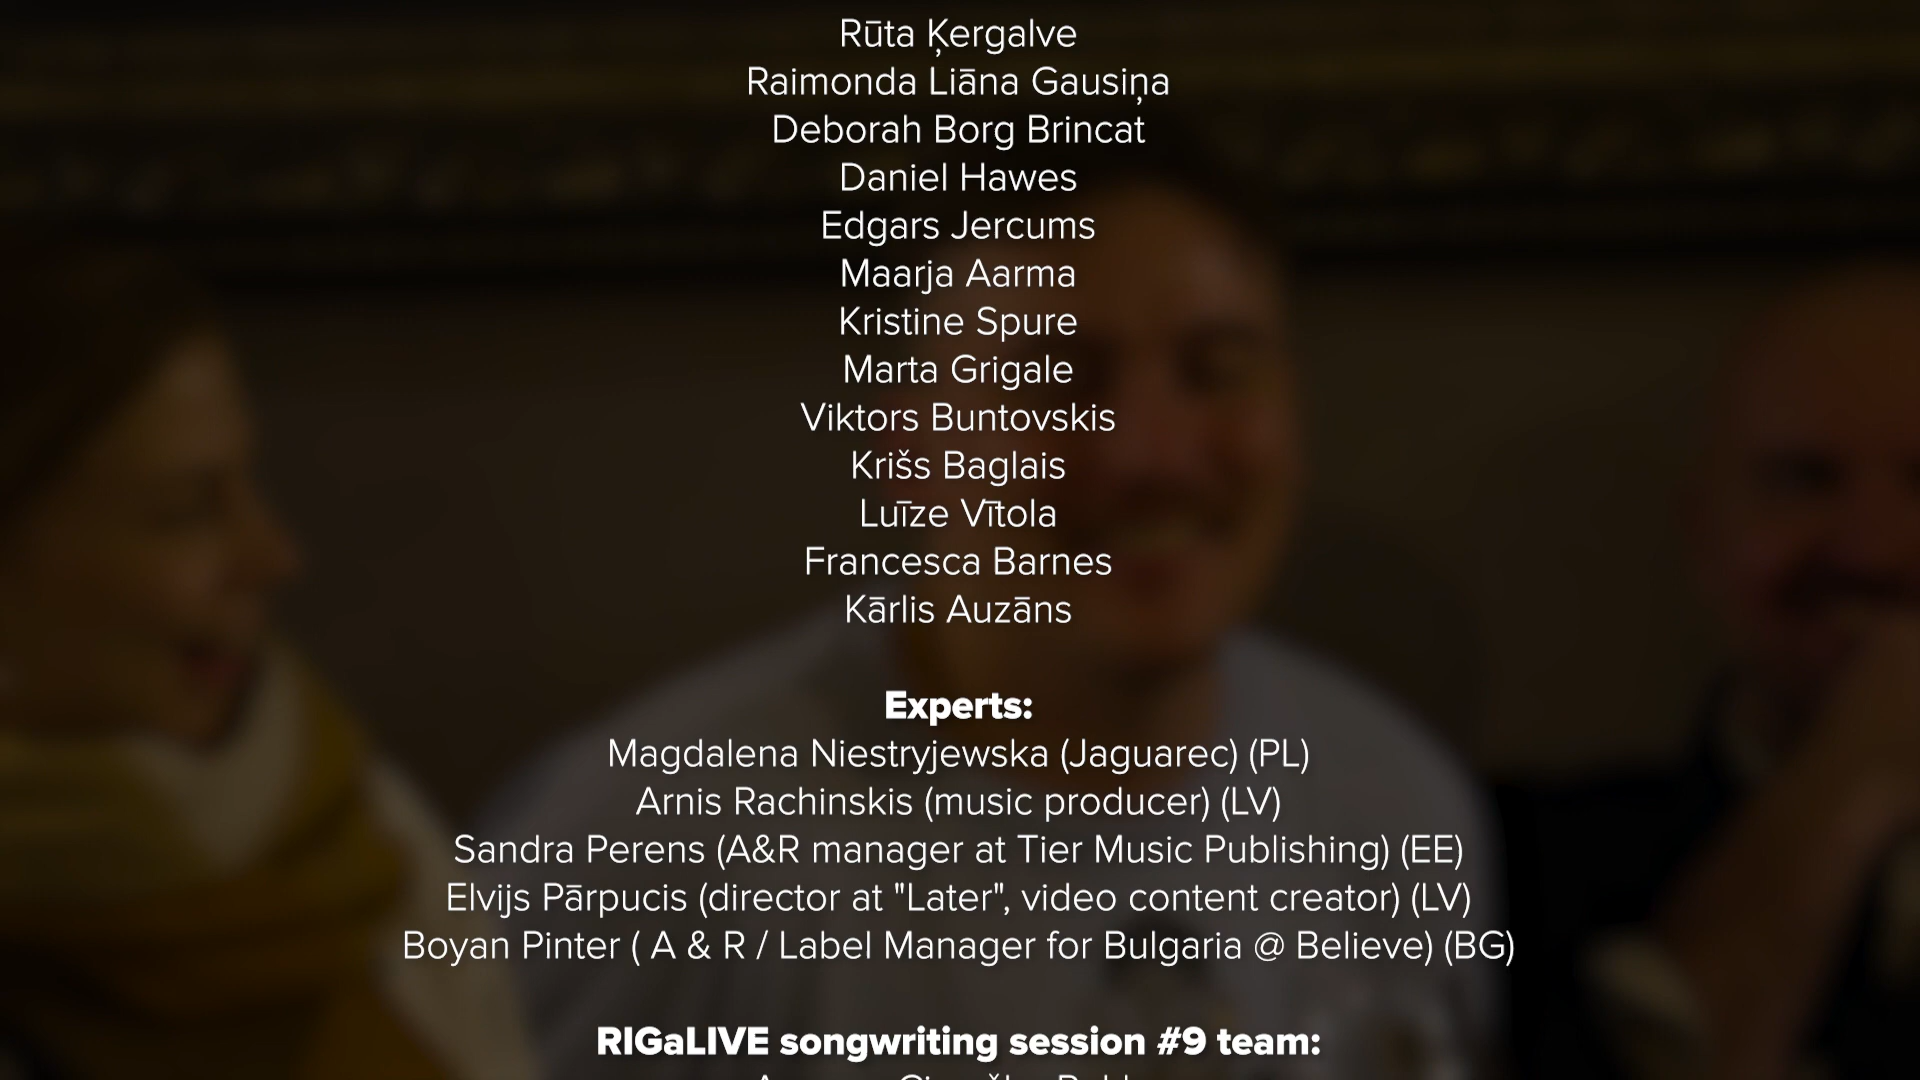 Rūta Ķergalve
Raimonda Liāna Gausiņa
Deborah Borg Brincat
Daniel Hawes
Edgars Jercums
Maarja Aarma
Kristine Spure
Marta Grigale
Viktors Buntovskis
Krišs Baglais
Luīze Vītola
Francesca Barnes
Kārlis Auzāns
Experts:
Magdalena Niestryjewska (Jaguarec) (PL)
Arnis Rachinskis (music producer) (LV)
Sandra Perens (A&R manager at Tier Music Publishing) (EE)
Elvijs Pārpucis (director at "Later", video content creator) (LV)
Boyan Pinter ( A & R / Label Manager for Bulgaria @ Believe) (BG)
RIGaLIVE songwriting session #9 team: